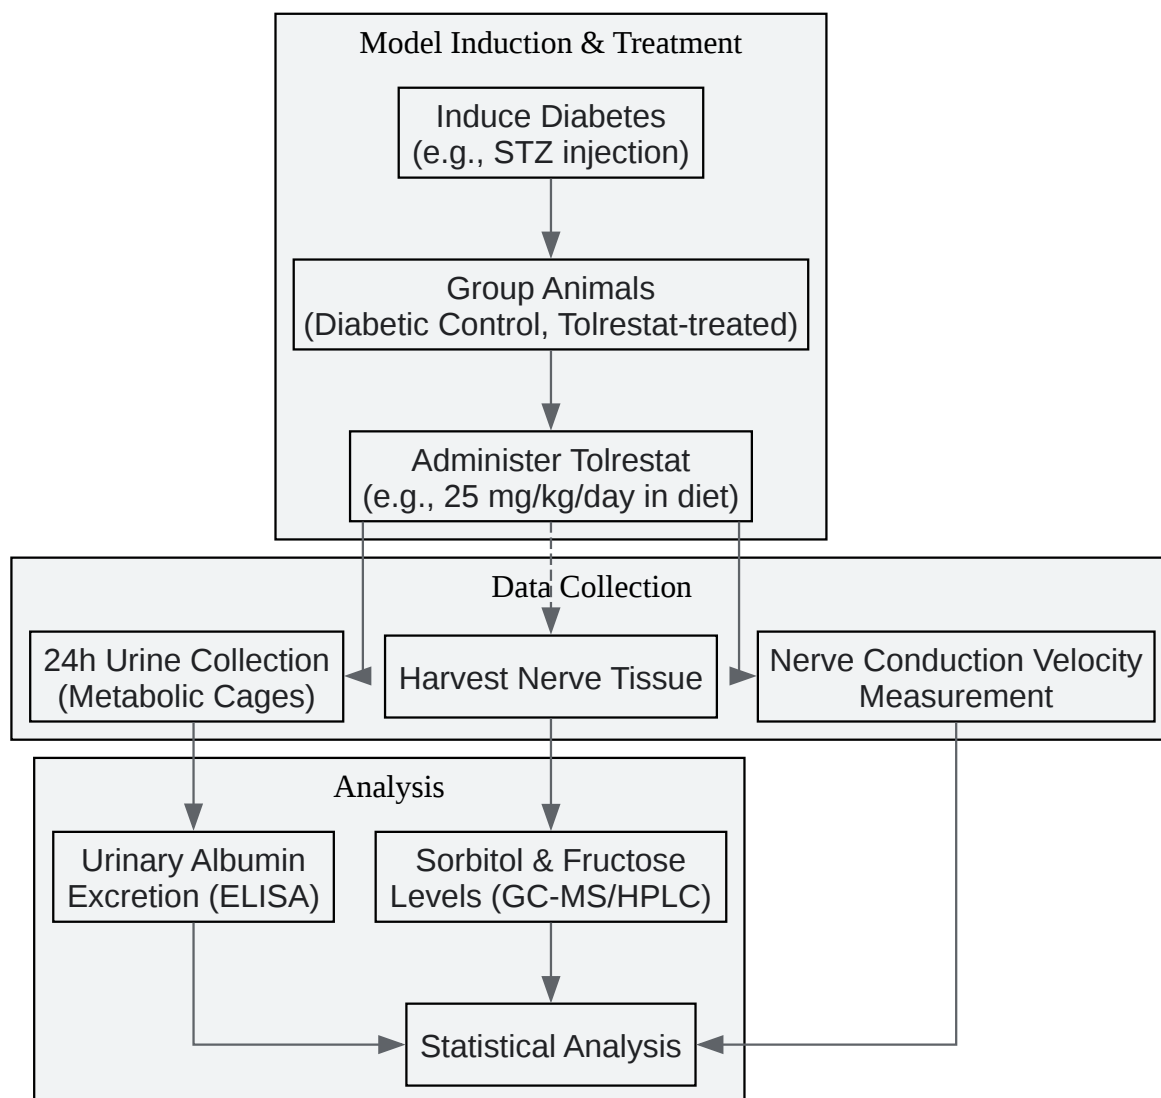 Model Induction & Treatment
Induce Diabetes
(e.g., STZ injection)
Group Animals
(Diabetic Control, Tolrestat-treated)
Administer Tolrestat
(e.g., 25 mg/kg/day in diet)
Data Collection
24h Urine Collection
(Metabolic Cages)
Harvest Nerve Tissue
Nerve Conduction Velocity
Measurement
Analysis
Urinary Albumin
Excretion (ELISA)
Sorbitol & Fructose
Levels (GC-MS/HPLC)
Statistical Analysis